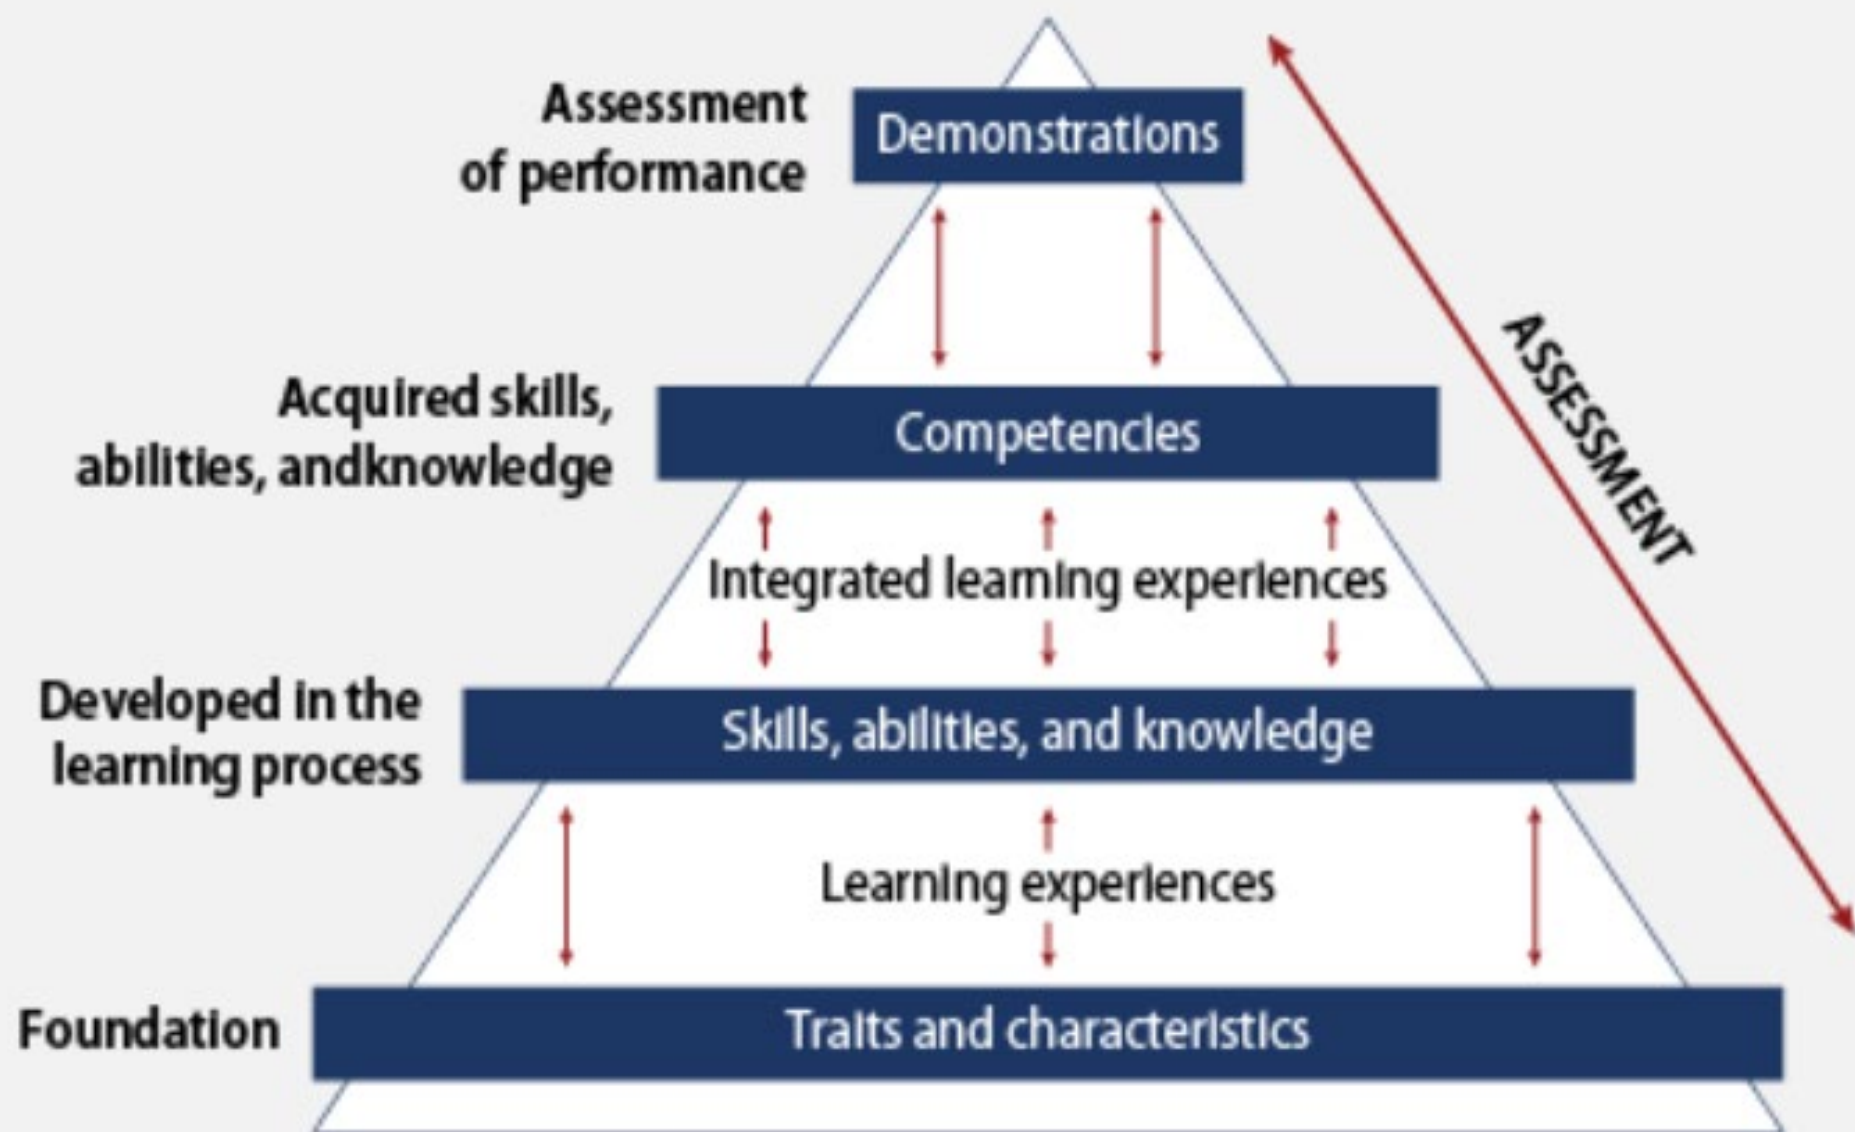 Assessment
of performance
Demonstrations
ASSESSMENT
Acquired skills,
abilities, andknowledge
Competencies
Integrated learning experiences
Developed in the
learning process
Skills, abilities, and knowledge
Learning experiences
Foundation
Traits and characteristics